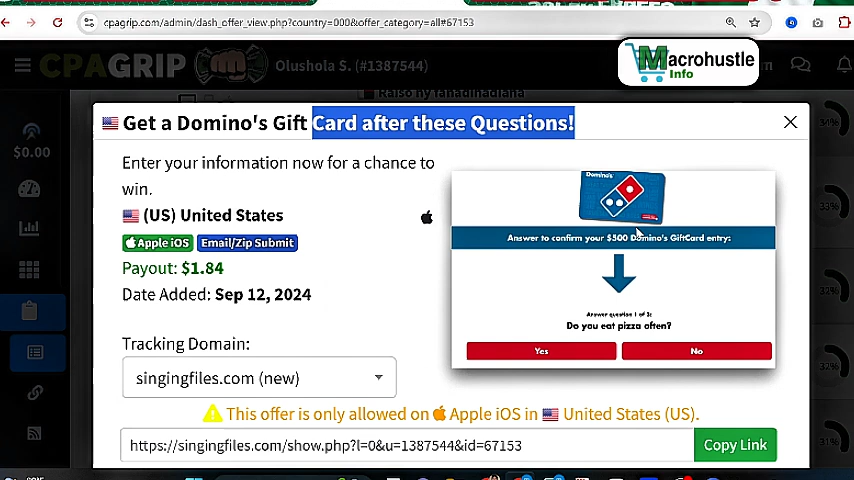 cpagrip.com/admin/dash_offer_view.php?country=000&offer_category=all#67153
CPAGRIP
Olushola S. (#1387544)
Macrohustle
Info
$0.00
Get a Domino's Gift Card after these Questions!
Enter your information now for a chance to
win.
(US) United States
Apple iOS Email/Zip Submit
Payout: $1.84
Date Added: Sep 12, 2024
Domino's
Answer to confirm your $500 Domino's GiftCard entry:
Answer question 1 of 3:
Do you eat pizza often?
Yes No
Tracking Domain:
singingfiles.com (new)
This offer is only allowed on Apple iOS in United States (US).
https://singingfiles.com/show.php?l=0&u=1387544&id=67153
Copy Link
33%
32%
32%
31%